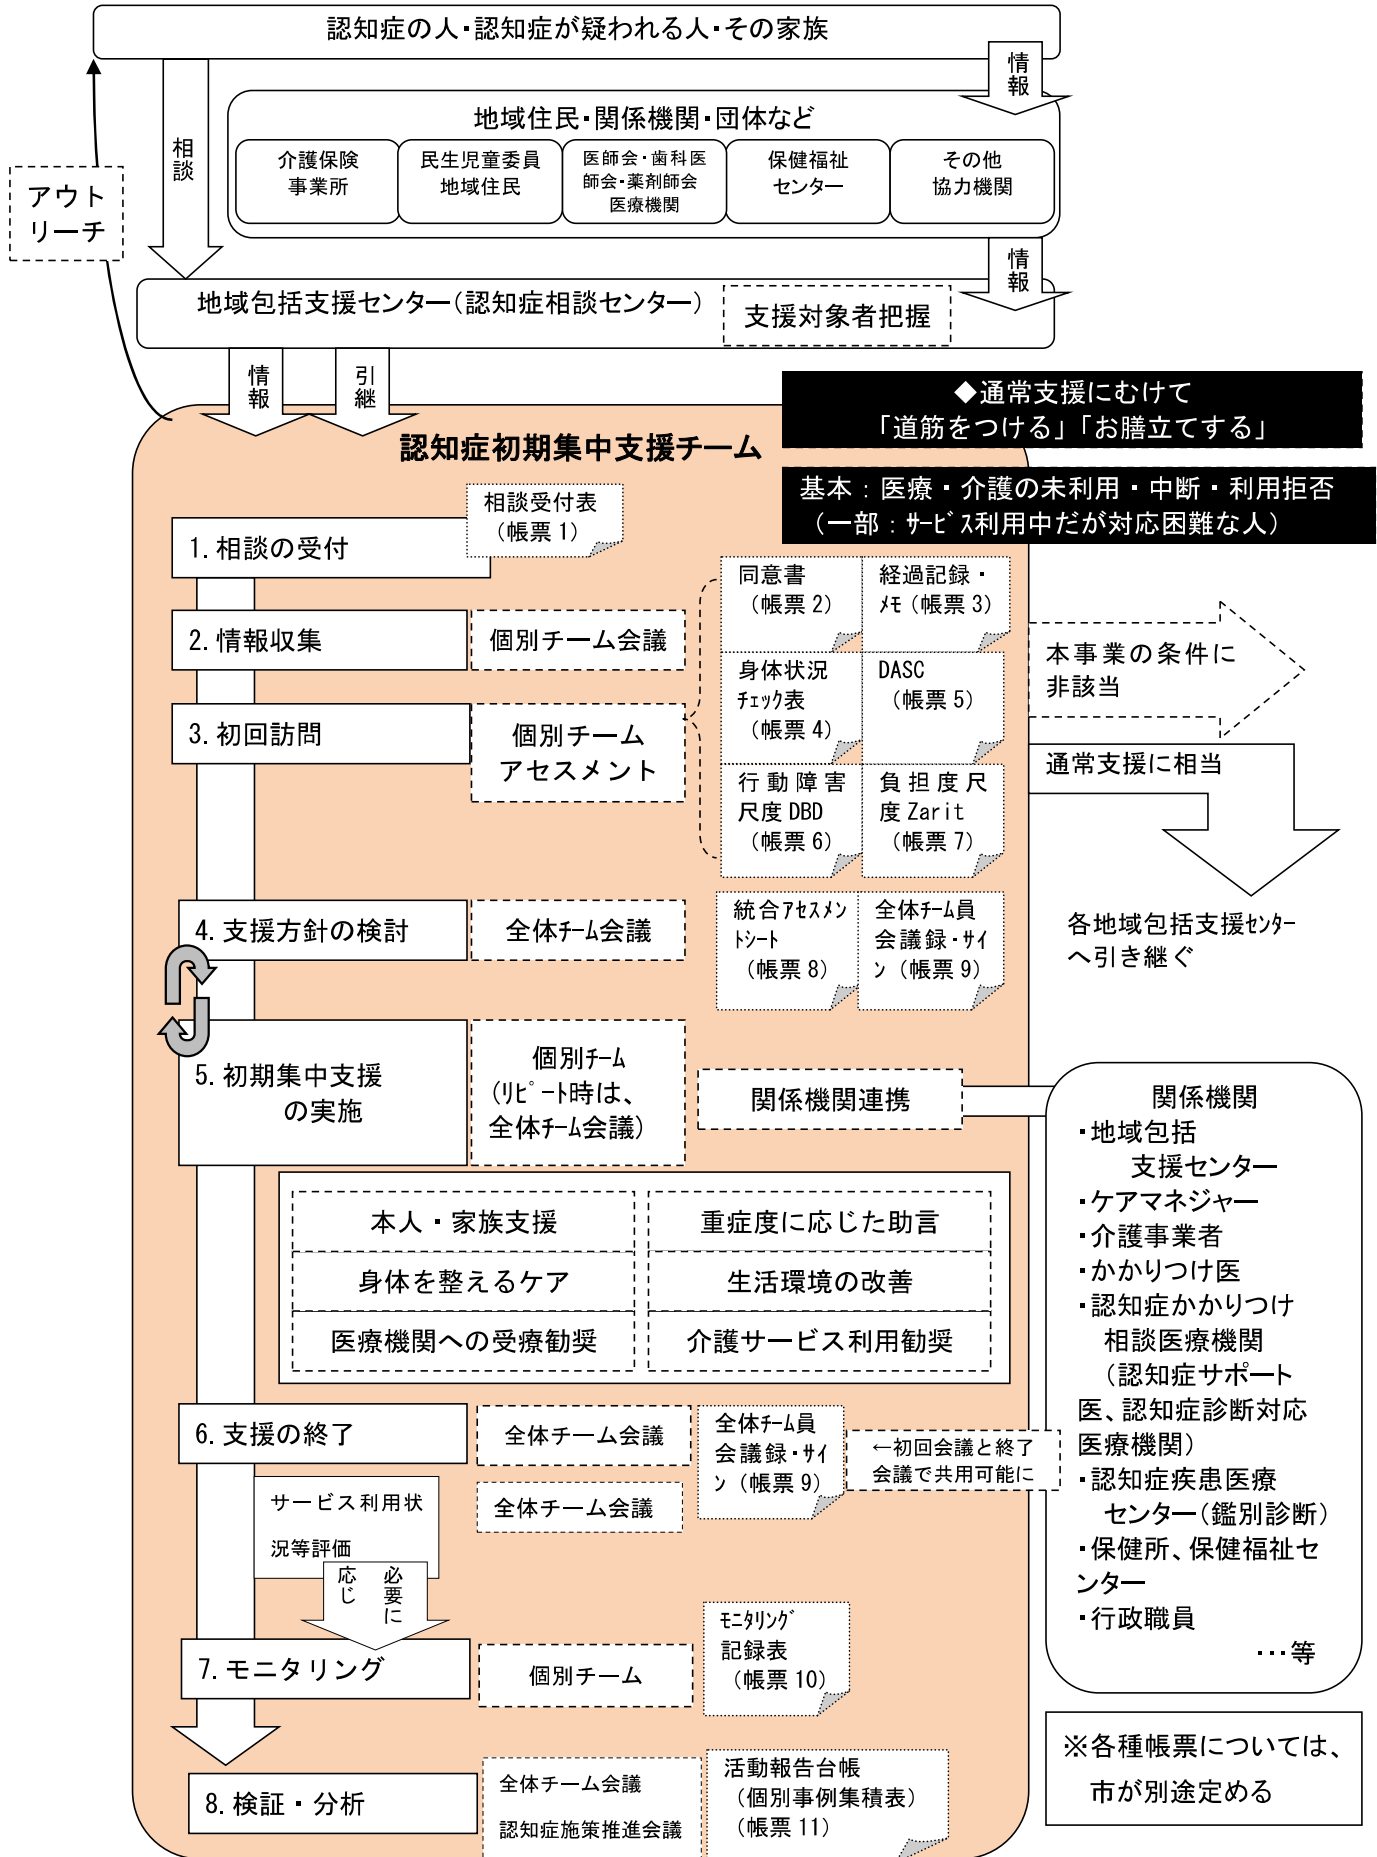 認知症の人・認知症が疑われる人・その家族
情報
相談
地域住民・関係機関・団体など
介護保険
事業所
民生児童委員
地域住民
医師会・歯科医
師会・薬剤師会
医療機関
保健福祉
センター
その他
協力機関
アウト
リーチ
情報
地域包括支援センター（認知症相談センター）
支援対象者把握
情報
引継
◆通常支援にむけて
「道筋をつける」「お膳立てする」
認知症初期集中支援チーム
基本：医療・介護の未利用・中断・利用拒否
（一部：ｻｰﾋﾞｽ利用中だが対応困難な人）
相談受付表
（帳票1）
1.相談の受付
同意書
（帳票2）
経過記録・
ﾒﾓ（帳票3）
2.情報収集
個別チーム会議
本事業の条件に
非該当
身体状況
ﾁｪｯｸ表
（帳票4）
DASC
（帳票5）
3.初回訪問
個別チーム
アセスメント
通常支援に相当
行動障害
尺度DBD
（帳票6）
負担度尺
度Zarit
（帳票7）
4.支援方針の検討
全体ﾁｰﾑ会議
統合ｱｾｽﾒﾝ
ﾄｼｰﾄ
（帳票8）
全体ﾁｰﾑ員
会議録・ｻｲ
ﾝ（帳票9）
各地域包括支援ｾﾝﾀｰ
へ引き継ぐ
5.初期集中支援
の実施
個別ﾁｰﾑ
(ﾘﾋﾟｰﾄ時は、
全体ﾁｰﾑ会議)
関係機関連携
関係機関
・地域包括
支援センター
・ケアマネジャー
・介護事業者
・かかりつけ医
・認知症かかりつけ
相談医療機関
（認知症サポート
医、認知症診断対応
医療機関）
・認知症疾患医療
センター（鑑別診断）
・保健所、保健福祉セ
ンター
・行政職員
・・・等
本人・家族支援
重症度に応じた助言
身体を整えるケア
生活環境の改善
医療機関への受療勧奨
介護サービス利用勧奨
6.支援の終了
全体チーム会議
全体ﾁｰﾑ員
会議録・ｻｲ
ﾝ（帳票9）
←初回会議と終了
会議で共用可能に
サービス利用状
況等評価
全体チーム会議
必要に
応じ
7.モニタリング
個別チーム
ﾓﾆﾀﾘﾝｸﾞ
記録表
（帳票10）
※各種帳票については、
市が別途定める
8.検証・分析
全体チーム会議
認知症施策推進会議
活動報告台帳
（個別事例集積表）
（帳票11）